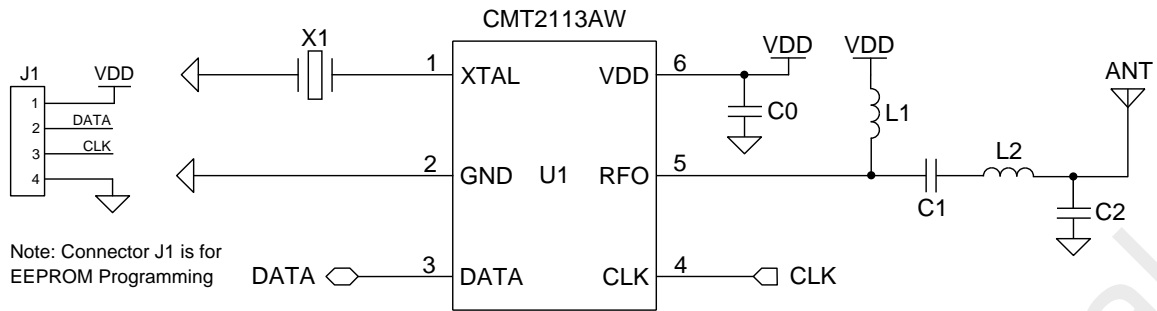 CMT2113AW
X1
J1
VDD
1
2
DATA
3
CLK
4
Note: Connector J1 is for
EEPROM Programming
1
XTAL
2
GND
3
DATA
DATA
U1
VDD
6
RFO
5
CLK
4
CLK
VDD
C0
VDD
L1
C1
L2
C2
ANT